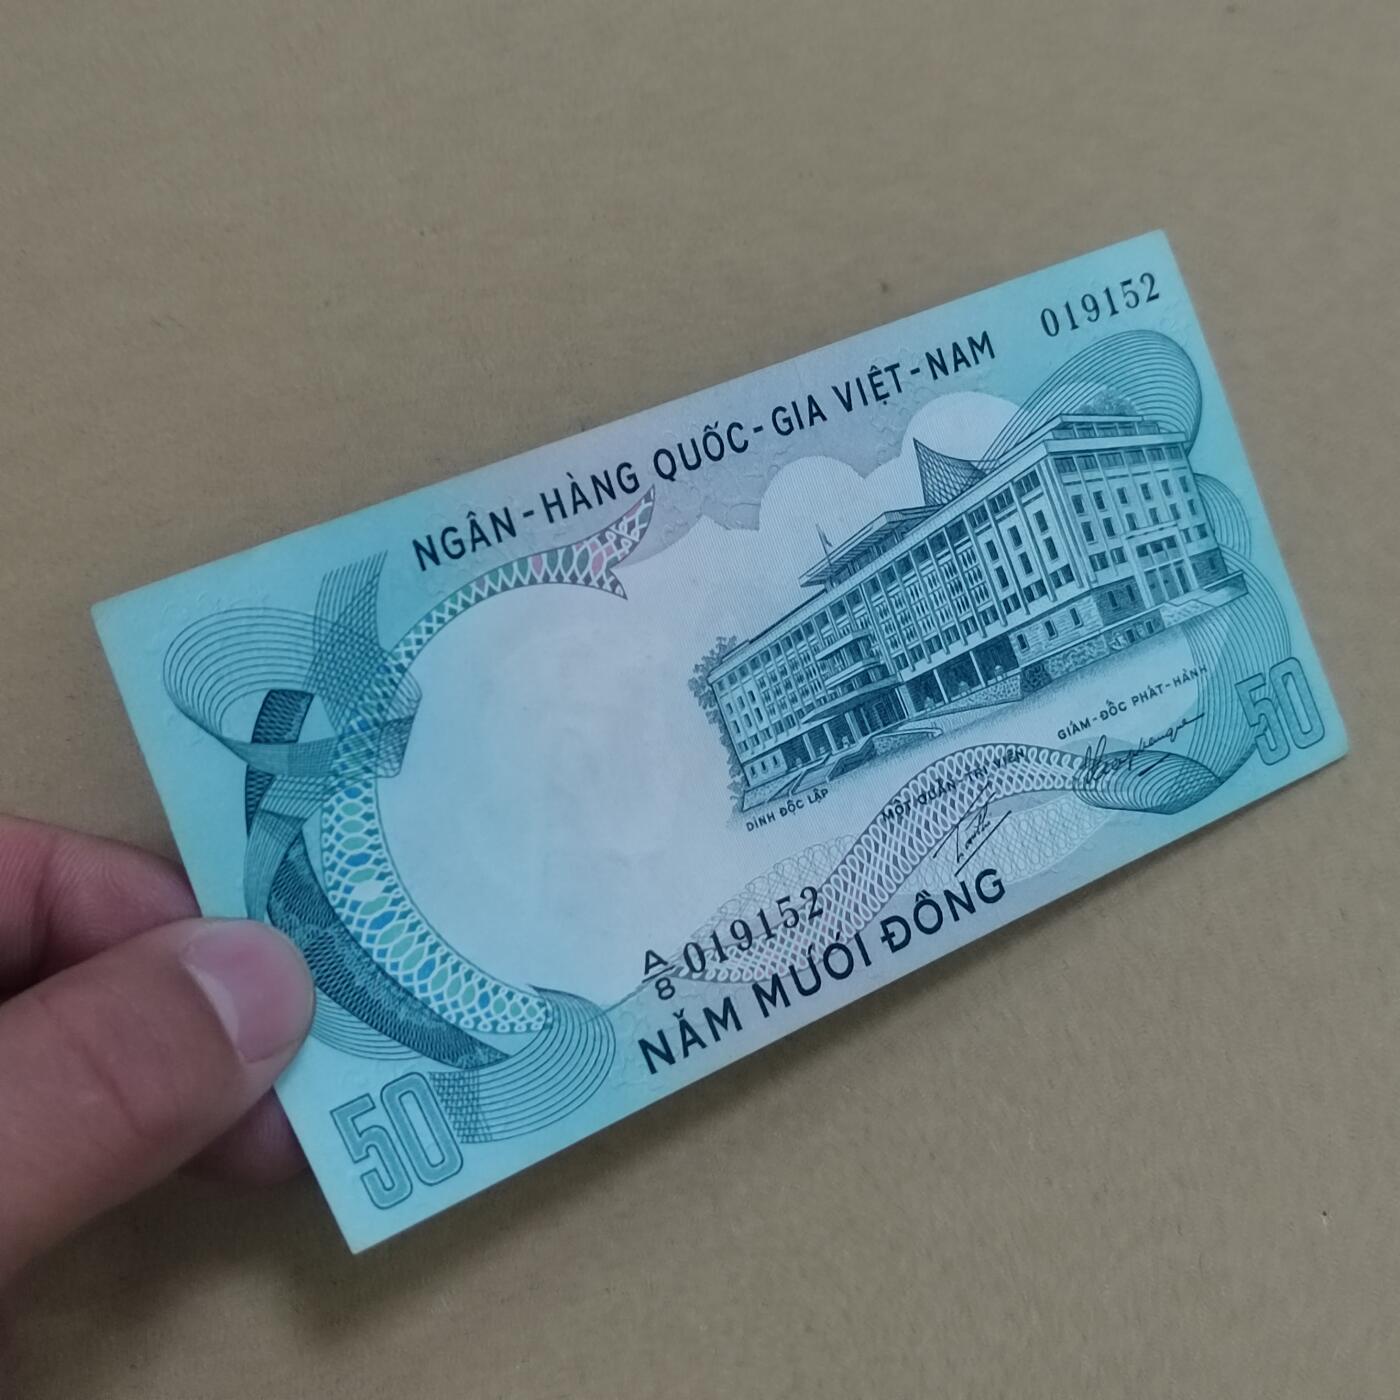 019152
NGÂN-HÀNG QUỐC-GIA VIỆT-NAM
DINH ĐỘC LẬP
MỘT QUẢN-TRỊ VIÊN
GIÁM-ĐỐC PHÁT-HÀNH
50
A/8 019152
NĂM MƯƠI ĐỒNG
50